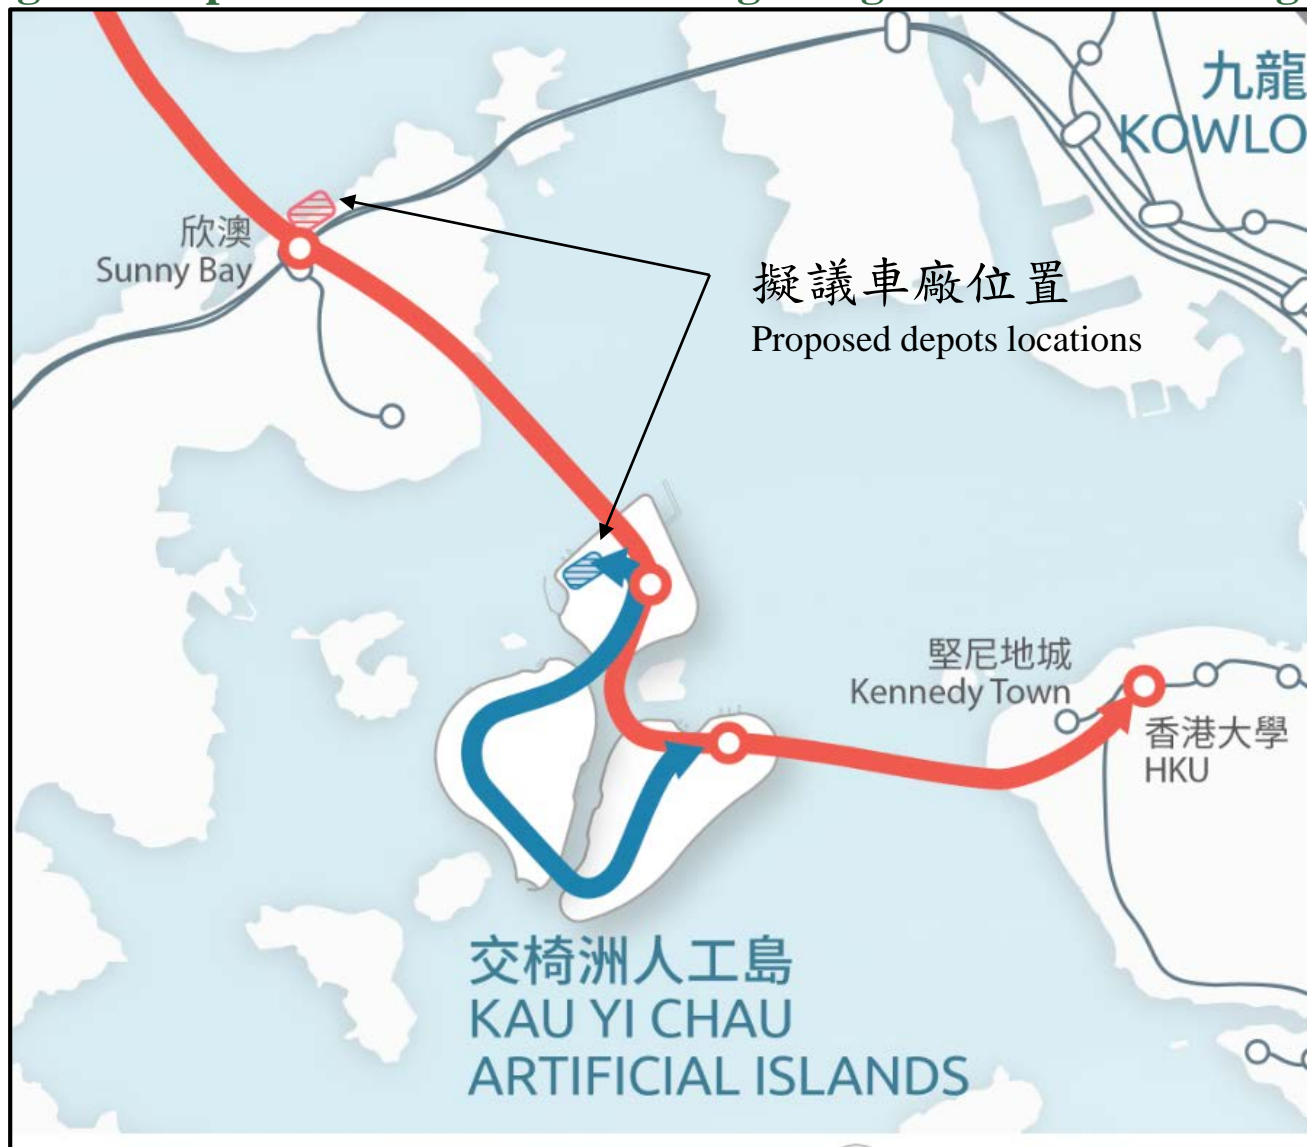 九龍
KOWLO
欣澳
Sunny Bay
擬議車廠位置
Proposed depots locations
堅尼地城
Kennedy Town
香港大學
HKU
交椅洲人工島
KAU YI CHAU
ARTIFICIAL ISLANDS